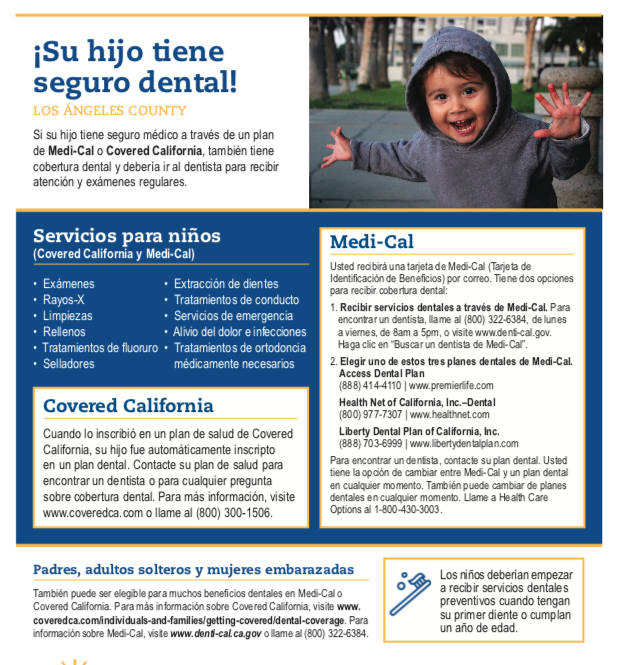 ¡Su hijo tiene
seguro dental!
LOS ÁNGELES COUNTY
Si su hijo tiene seguro médico a través de un plan
de Medi-Cal o Covered California, también tiene
cobertura dental y debería ir al dentista para recibir
atención y exámenes regulares.
Servicios para niños
(Covered California y Medi-Cal)
• Exámenes
• Rayos-X
• Limpiezas
• Rellenos
• Tratamientos de fluoruro
• Selladores
• Extracción de dientes
• Tratamientos de conducto
• Servicios de emergencia
• Alivio del dolor e infecciones
• Tratamientos de ortodoncia
médicamente necesarios
Covered California
Cuando lo inscribió en un plan de salud de Covered
California, su hijo fue automáticamente inscripto
en un plan dental. Contacte su plan de salud para
encontrar un dentista o para cualquier pregunta
sobre cobertura dental. Para más información, visite
www.coveredca.com o llame al (800) 300-1506.
Medi-Cal
Usted recibirá una tarjeta de Medi-Cal (Tarjeta de
Identificación de Beneficios) por correo. Tiene dos opciones
para recibir cobertura dental:
1. Recibir servicios dentales a través de Medi-Cal. Para
encontrar un dentista, llame al (800) 322-6384, de lunes
a viernes, de 8am a 5pm, o visite www.denti-cal.gov.
Haga clic en “Buscar un dentista de Medi-Cal”.
2. Elegir uno de estos tres planes dentales de Medi-Cal.
Access Dental Plan
(888) 414-4110 | www.premierlife.com
Health Net of California, Inc.–Dental
(800) 977-7307 | www.healthnet.com
Liberty Dental Plan of California, Inc.
(888) 703-6999 | www.libertydentalplan.com
Para encontrar un dentista, contacte su plan dental. Usted
tiene la opción de cambiar entre Medi-Cal y un plan dental
en cualquier momento. También puede cambiar de planes
dentales en cualquier momento. Llame a Health Care
Options al 1-800-430-3003.
Padres, adultos solteros y mujeres embarazadas
También puede ser elegible para muchos beneficios dentales en Medi-Cal o
Covered California. Para más información sobre Covered California, visite www.
coveredca.com/individuals-and-families/getting-covered/dental-coverage. Para
información sobre Medi-Cal, visite www.denti-cal.ca.gov o llame al (800) 322-6384.
Los niños deberían empezar
a recibir servicios dentales
preventivos cuando tengan
su primer diente o cumplan
un año de edad.